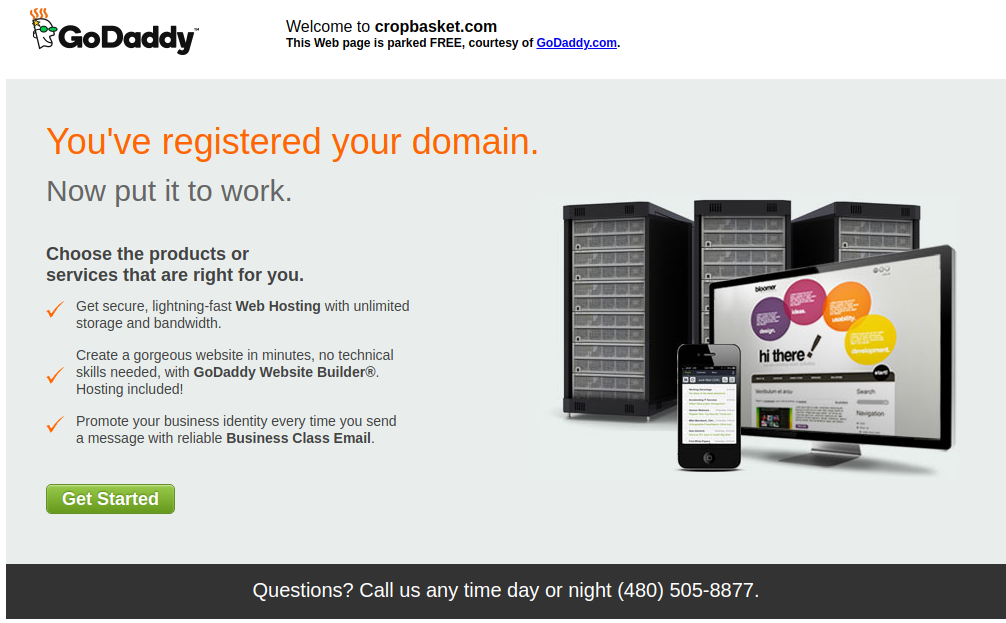 GoDaddy™
Welcome to cropbasket.com
This Web page is parked FREE, courtesy of GoDaddy.com.
You've registered your domain.
Now put it to work.
Choose the products or
services that are right for you.
Get secure, lightning-fast Web Hosting with unlimited
storage and bandwidth.
Create a gorgeous website in minutes, no technical
skills needed, with GoDaddy Website Builder®.
Hosting included!
Promote your business identity every time you send
a message with reliable Business Class Email.
Get Started
bloomer
design.
ideas.
usability.
development.
hi there!
start!
Search
Navigation
Questions? Call us any time day or night (480) 505-8877.